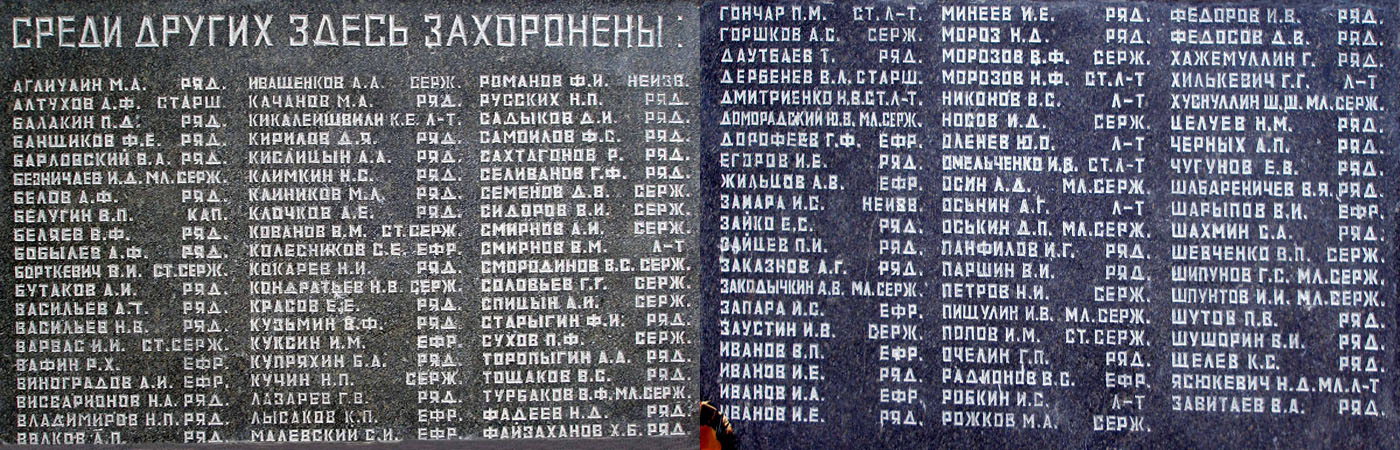 СРЕДИ ДРУГИХ ЗДЕСЬ ЗАХОРОНЕНЫ :
АГЛИУЛИН М.А. РЯД.
АЛТУХОВ А.Ф. СТАРШ.
БАЛАКИН П.Д. РЯД.
БАНЩИКОВ Ф.Е. РЯД.
БАРЛОВСКИЙ В.А. РЯД.
БЕЗНИЧАЕВ И.Д. МЛ.СЕРЖ.
БЕЛОВ А.Ф. РЯД.
БЕЛУГИН В.П. КАП.
БЕЛЯЕВ В.Ф. РЯД.
БОБЫЛЕВ А.Ф. РЯД.
БОРТКЕВИЧ В.И. СТ.СЕРЖ.
БУТАКОВ А.И. РЯД.
ВАСИЛЬЕВ А.Т. РЯД.
ВАСИЛЬЕВ Н.В. РЯД.
ВАРВАС И.И. СТ.СЕРЖ.
ВАФИН Р.Х. ЕФР.
ВИНОГРАДОВ А.И. ЕФР.
ВИССАРИОНОВ Н.А. РЯД.
ВЛАДИМИРОВ Н.П. РЯД.
ВОЛКОВ А.П. РЯД.
ИВАЩЕНКОВ А.А. СЕРЖ.
КАЧАНОВ М.А. РЯД.
КИКАЛЕИШВИЛИ К.Е. Л-Т.
КИРИЛОВ Д.Я. РЯД.
КИСЛИЦЫН А.А. РЯД.
КЛИМКИН Н.С. РЯД.
КЛИНИКОВ М.А. РЯД.
КЛОЧКОВ А.Е. РЯД.
КОВАНОВ В.М. СТ.СЕРЖ.
КОЛЕСНИКОВ С.Е. ЕФР.
КОКАРЕВ Н.И. РЯД.
КОНДРАТЬЕВ Н.В. СЕРЖ.
КРАСОВ Е.Е. РЯД.
КУЗЬМИН В.Ф. РЯД.
КУКСИН И.М. ЕФР.
КУПРЯХИН Б.А. РЯД.
КУЧИН Н.П. СЕРЖ.
ЛАЗАРЕВ Г.В. РЯД.
ЛЫСАКОВ К.П. ЕФР.
МАЛЕВСКИЙ С.И. ЕФР.
РОМАНОВ Ф.И. НЕИЗВ.
РУССКИХ Н.П. РЯД.
САДЫКОВ Д.И. РЯД.
САМОИЛОВ Ф.С. РЯД.
САХТАГОНОВ Р. РЯД.
СЕЛИВАНОВ Г.Ф. РЯД.
СЕМЕНОВ Д.В. СЕРЖ.
СИДОРОВ В.И. СЕРЖ.
СМИРНОВ А.И. СЕРЖ.
СМИРНОВ В.М. Л-Т
СМОРОДИНОВ В.С. СЕРЖ.
СОЛОВЬЕВ Г.Г. СЕРЖ.
СПИЦЫН А.И. СЕРЖ.
СТАРЫГИН Ф.И. РЯД.
СУХОВ П.Ф. СЕРЖ.
ТОРОПЫГИН А.А. РЯД.
ТОЩАКОВ В.С. РЯД.
ТУРБАКОВ В.Ф. МЛ.СЕРЖ.
ФАДЕЕВ Н.Д. РЯД.
ФАЙЗАХАНОВ Х.Б. РЯД.
ГОНЧАР П.М. СТ.Л-Т.
ГОРШКОВ А.С. СЕРЖ.
ДАУТБАЕВ Т. РЯД.
ДЕРБЕНЕВ В.Л. СТАРШ.
ДМИТРИЕНКО Н.В. СТ.Л-Т.
ДОМОРАДСКИЙ Ю.В. МЛ.СЕРЖ.
ДОРОФЕЕВ Г.Ф. ЕФР.
ЕГОРОВ И.Е. РЯД.
ЖИЛЬЦОВ А.В. ЕФР.
ЗАИАРА И.С. НЕИЗВ.
ЗАЙКО Е.С. РЯД.
ЗАЙЦЕВ П.И. РЯД.
ЗАКАЗНОВ А.Г. РЯД.
ЗАКОДЫЧКИН А.В. МЛ.СЕРЖ.
ЗАПАРА И.С. ЕФР.
ЗАУСТИН И.В. СЕРЖ.
ИВАНОВ В.П. ЕФР.
ИВАНОВ И.Е. РЯД.
ИВАНОВ И.А. ЕФР.
ИВАНОВ И.Е. РЯД.
МИНЕЕВ И.Е. РЯД.
МОРОЗ Н.Д. РЯД.
МОРОЗОВ В.Ф. СЕРЖ.
МОРОЗОВ Н.Ф. СТ.Л-Т
НИКОНОВ В.С. Л-Т
НОСОВ И.Д. СЕРЖ.
ОЛЕНЕВ Ю.О. Л-Т
ОМЕЛЬЧЕНКО И.В. СТ.Л-Т
ОСИН А.Д. МЛ.СЕРЖ.
ОСЬНИН А.Г. Л-Т
ОСЬКИН Д.П. МЛ.СЕРЖ.
ПАНФИЛОВ И.Г. РЯД.
ПАРШИН В.И. РЯД.
ПЕТРОВ Н.И. СЕРЖ.
ПИЩУЛИН И.В. МЛ.СЕРЖ.
ПОПОВ И.М. СТ.СЕРЖ.
ОЧЕЛИН Г.П. РЯД.
РАДИОНОВ В.С. ЕФР.
РОБКИН И.С. Л-Т
РОЖКОВ М.А. СЕРЖ.
ФЕДОРОВ И.В. РЯД.
ФЕДОСОВ Д.В. РЯД.
ХАЖЕМУЛЛИН Г. РЯД.
ХИЛЬКЕВИЧ Г.Г. Л-Т
ХУСНУЛЛИН Ш.Ш. МЛ.СЕРЖ.
ЦЕЛУЕВ Н.М. РЯД.
ЧЕРНЫХ А.П. РЯД.
ЧУГУНОВ Е.В. РЯД.
ШАБАРЕНИЧЕВ В.Я. РЯД.
ШАРЫПОВ В.И. ЕФР.
ШАХМИН С.А. РЯД.
ШЕВЧЕНКО В.П. СЕРЖ.
ШИПУНОВ Г.С. МЛ.СЕРЖ.
ШПУНТОВ И.И. МЛ.СЕРЖ.
ШУТОВ П.В. РЯД.
ШУШОРИН В.И. РЯД.
ЩЕЛЕВ К.С. РЯД.
ЯСЮКЕВИЧ Н.Д. МЛ.Л-Т
ЗАВИТАЕВ В.А. РЯД.